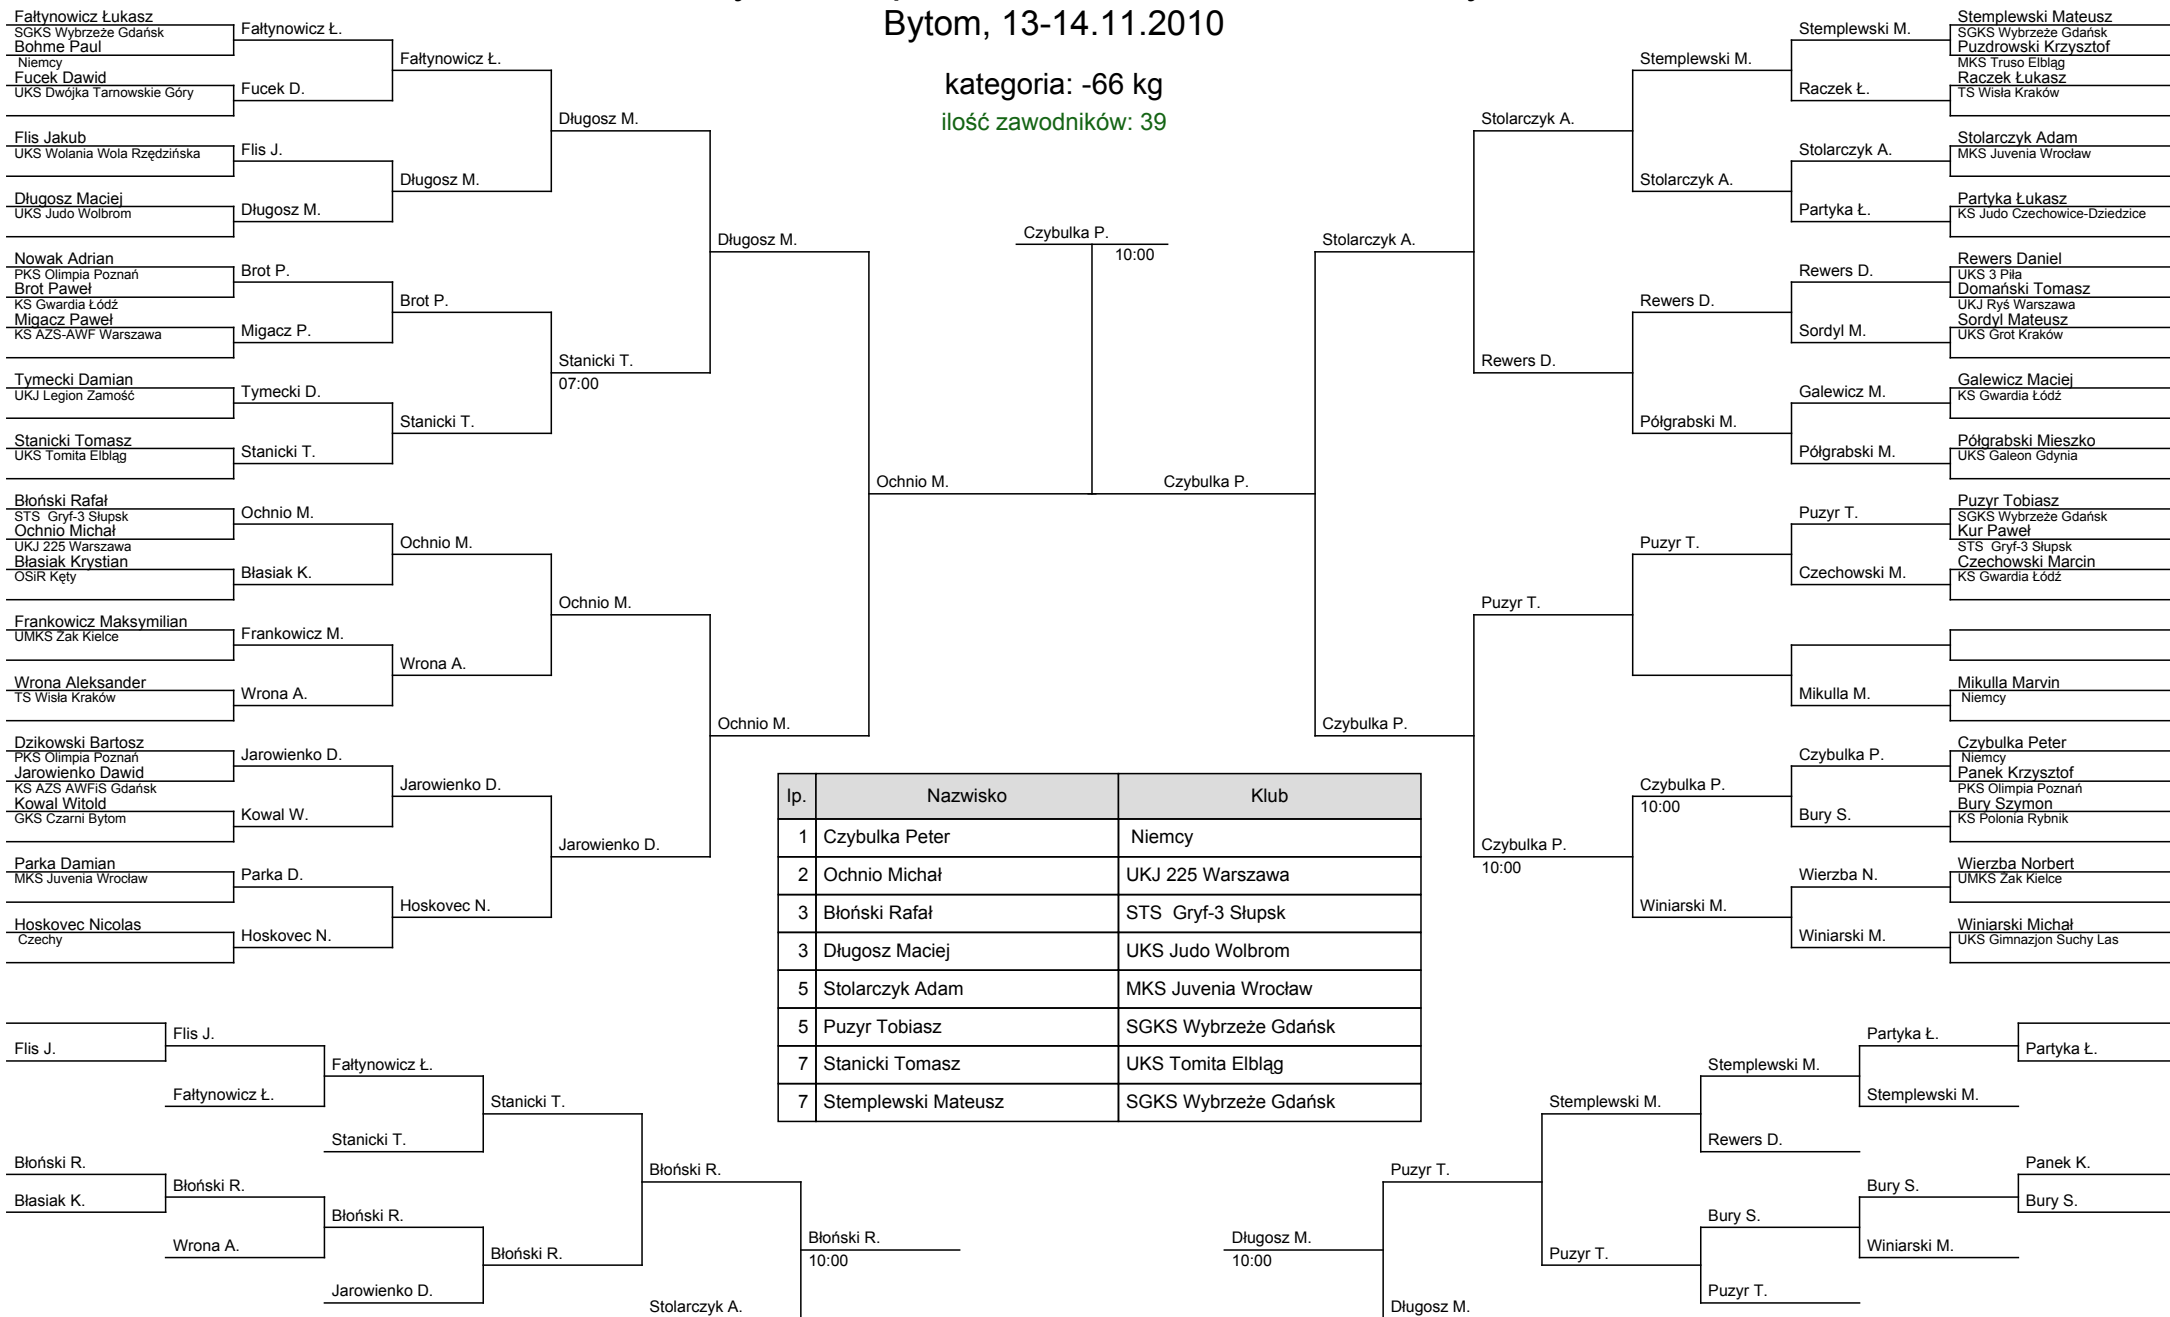 Bytom, 13-14.11.2010
kategoria: -66 kg
ilość zawodników: 39
Fałtynowicz Łukasz
SGKS Wybrzeże Gdańsk
Bohme Paul
Niemcy
Fucek Dawid
UKS Dwójka Tarnowskie Góry
Flis Jakub
UKS Wolania Wola Rzędzińska
Długosz Maciej
UKS Judo Wolbrom
Nowak Adrian
PKS Olimpia Poznań
Brot Paweł
KS Gwardia Łódź
Migacz Paweł
KS AZS-AWF Warszawa
Tymecki Damian
UKJ Legion Zamość
Stanicki Tomasz
UKS Tomita Elbląg
Błoński Rafał
STS Gryf-3 Słupsk
Ochnio Michał
UKJ 225 Warszawa
Błasiak Krystian
OSiR Kęty
Frankowicz Maksymilian
UMKS Żak Kielce
Wrona Aleksander
TS Wisła Kraków
Dzikowski Bartosz
PKS Olimpia Poznań
Jarowienko Dawid
KS AZS AWFiS Gdańsk
Kowal Witold
GKS Czarni Bytom
Parka Damian
MKS Juvenia Wrocław
Hoskovec Nicolas
Czechy
Fałtynowicz Ł.
Fucek D.
Flis J.
Długosz M.
Brot P.
Migacz P.
Tymecki D.
Stanicki T.
Ochnio M.
Błasiak K.
Frankowicz M.
Wrona A.
Jarowienko D.
Kowal W.
Parka D.
Hoskovec N.
Fałtynowicz Ł.
Długosz M.
Brot P.
Stanicki T.
Ochnio M.
Wrona A.
Jarowienko D.
Hoskovec N.
Długosz M.
Stanicki T.
07:00
Ochnio M.
Jarowienko D.
Długosz M.
Ochnio M.
Ochnio M.
Czybulka P.
10:00
Czybulka P.
Stolarczyk A.
Czybulka P.
Stolarczyk A.
Rewers D.
Puzyr T.
Czybulka P.
10:00
Stemplewski M.
Stolarczyk A.
Rewers D.
Półgrabski M.
Puzyr T.
Czybulka P.
10:00
Winiarski M.
Stemplewski M.
Raczek Ł.
Stolarczyk A.
Partyka Ł.
Rewers D.
Sordyl M.
Galewicz M.
Półgrabski M.
Puzyr T.
Czechowski M.
Mikulla M.
Czybulka P.
Bury S.
Wierzba N.
Winiarski M.
Stemplewski Mateusz
SGKS Wybrzeże Gdańsk
Puzdrowski Krzysztof
MKS Truso Elbląg
Raczek Łukasz
TS Wisła Kraków
Stolarczyk Adam
MKS Juvenia Wrocław
Partyka Łukasz
KS Judo Czechowice-Dziedzice
Rewers Daniel
UKS 3 Piła
Domański Tomasz
UKJ Ryś Warszawa
Sordyl Mateusz
UKS Grot Kraków
Galewicz Maciej
KS Gwardia Łódź
Półgrabski Mieszko
UKS Galeon Gdynia
Puzyr Tobiasz
SGKS Wybrzeże Gdańsk
Kur Paweł
STS Gryf-3 Słupsk
Czechowski Marcin
KS Gwardia Łódź
Mikulla Marvin
Niemcy
Czybulka Peter
Niemcy
Panek Krzysztof
PKS Olimpia Poznań
Bury Szymon
KS Polonia Rybnik
Wierzba Norbert
UMKS Żak Kielce
Winiarski Michał
UKS Gimnazjon Suchy Las
lp. Nazwisko Klub
1 Czybulka Peter Niemcy
2 Ochnio Michał UKJ 225 Warszawa
3 Błoński Rafał STS Gryf-3 Słupsk
3 Długosz Maciej UKS Judo Wolbrom
5 Stolarczyk Adam MKS Juvenia Wrocław
5 Puzyr Tobiasz SGKS Wybrzeże Gdańsk
7 Stanicki Tomasz UKS Tomita Elbląg
7 Stemplewski Mateusz SGKS Wybrzeże Gdańsk
Flis J.
Błoński R.
Błasiak K.
Flis J.
Fałtynowicz Ł.
Błoński R.
Wrona A.
Fałtynowicz Ł.
Stanicki T.
Błoński R.
Jarowienko D.
Stanicki T.
Błoński R.
Błoński R.
Stolarczyk A.
Błoński R.
10:00
Długosz M.
10:00
Puzyr T.
Długosz M.
Stemplewski M.
Puzyr T.
Stemplewski M.
Rewers D.
Bury S.
Puzyr T.
Partyka Ł.
Stemplewski M.
Bury S.
Winiarski M.
Partyka Ł.
Panek K.
Bury S.